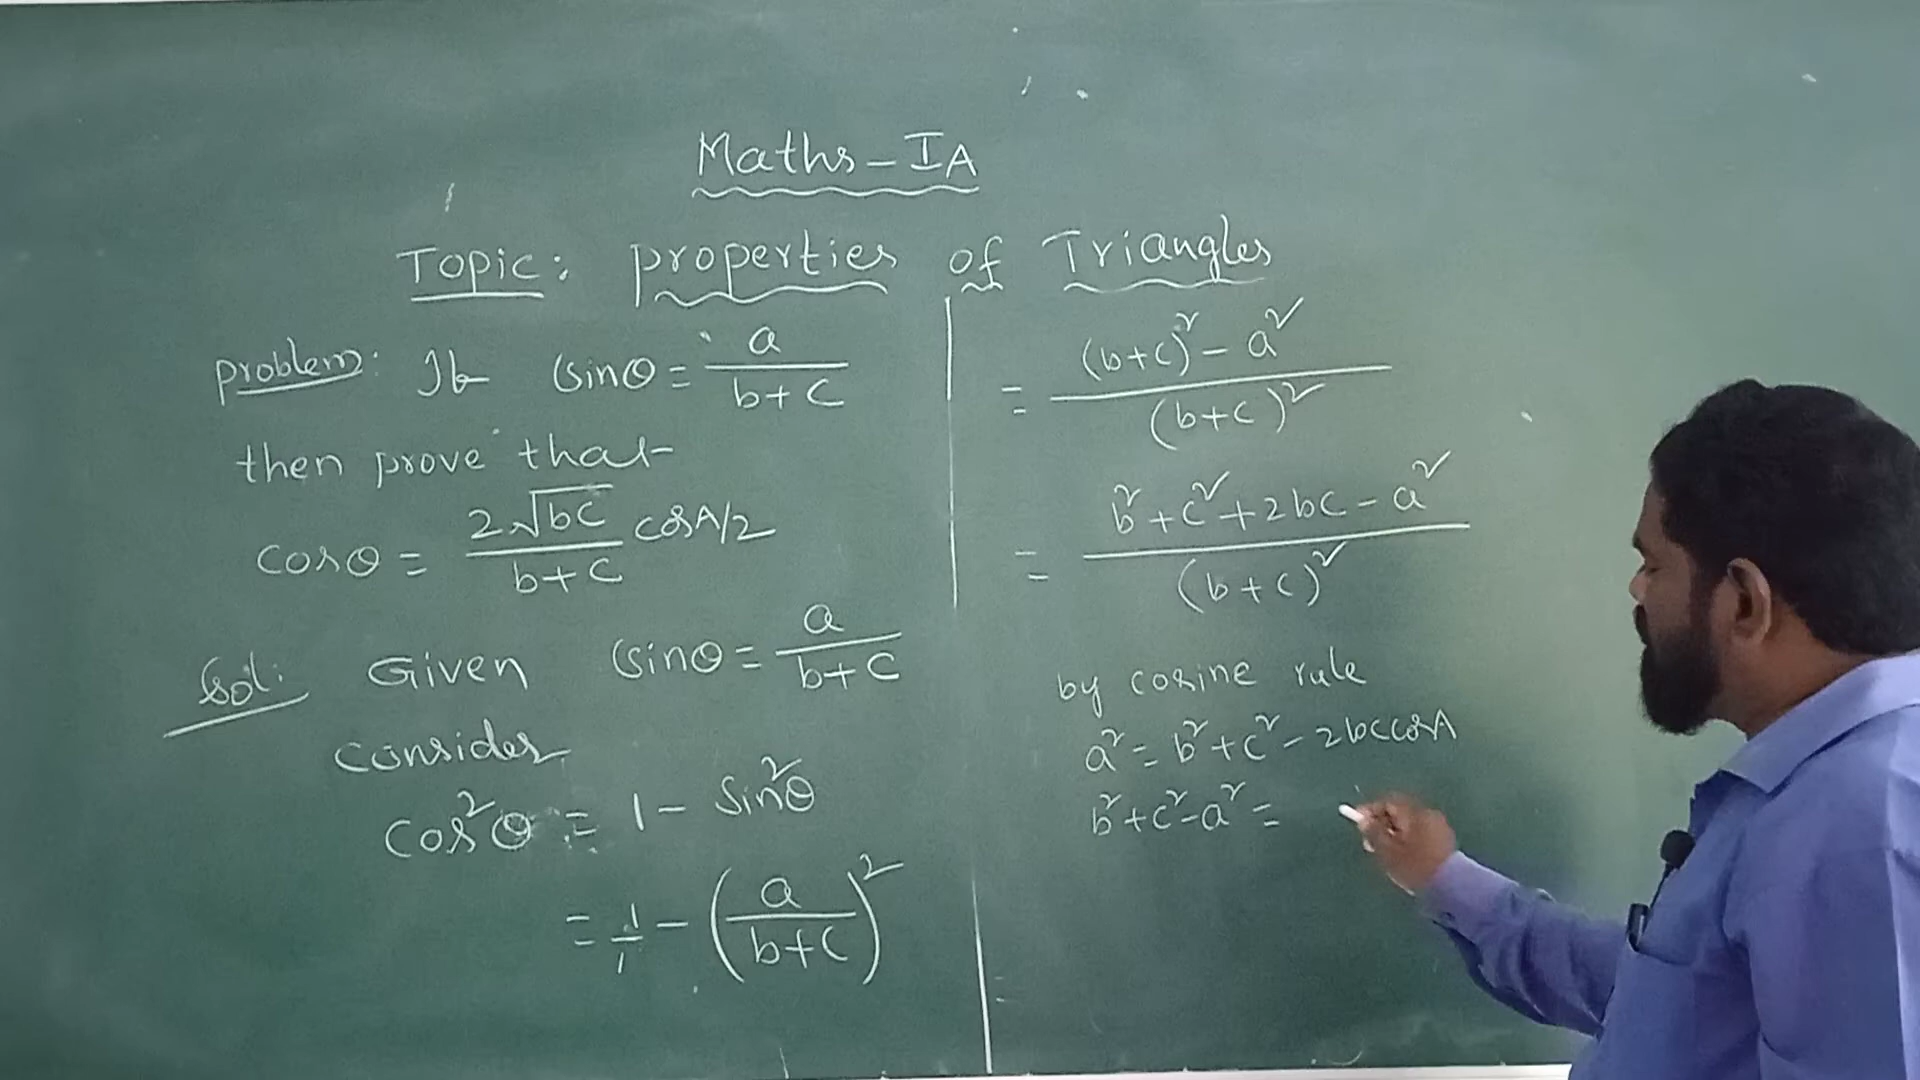 Maths-IA
Topic: properties of Triangles
problem: If sinθ = a/(b+c)
then prove that
cosθ = 2√bc/(b+c) cosA/2
Sol: Given sinθ = a/(b+c)
consider
cos²θ = 1 - sin²θ
= 1/1 - (a/(b+c))²
= ((b+c)² - a²)/(b+c)²
= (b²+c²+2bc-a²)/(b+c)²
by cosine rule
a² = b²+c²-2bccosA
b²+c²-a² =